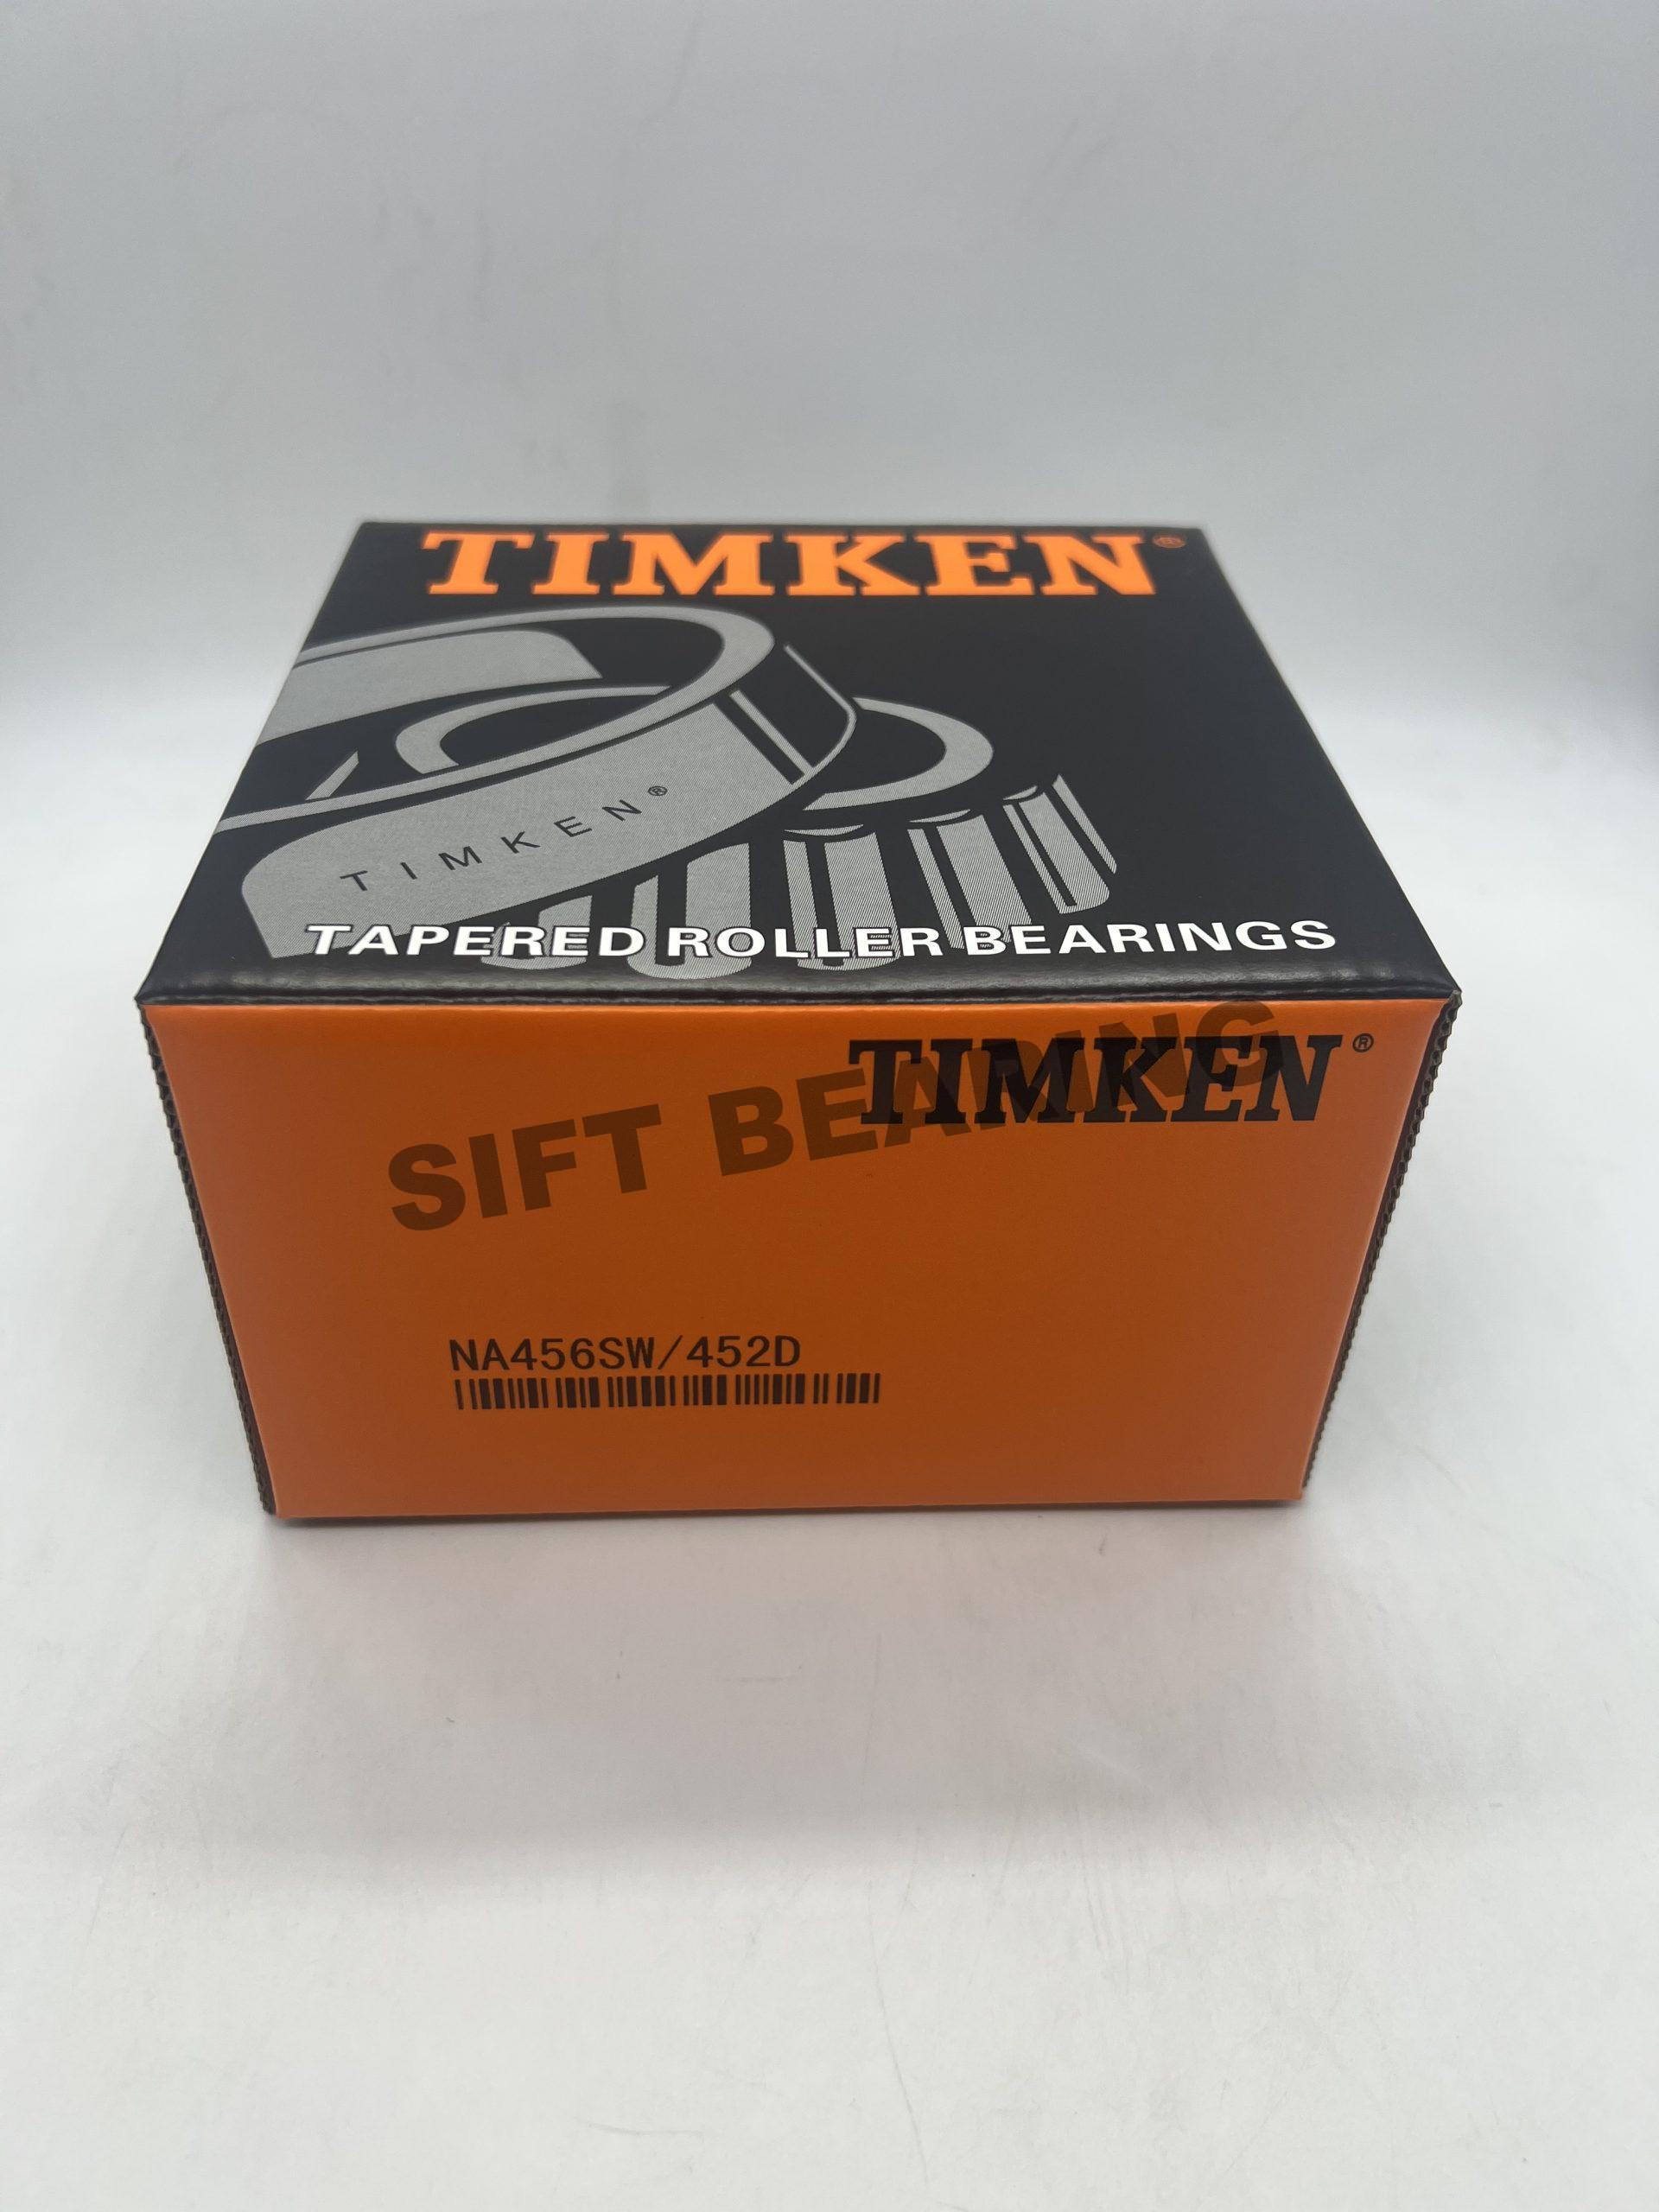 TIMKEN®
TIMKEN®
TAPERED ROLLER BEARINGS
TIMKEN®
SIFT BEARING
NA456SW/452D